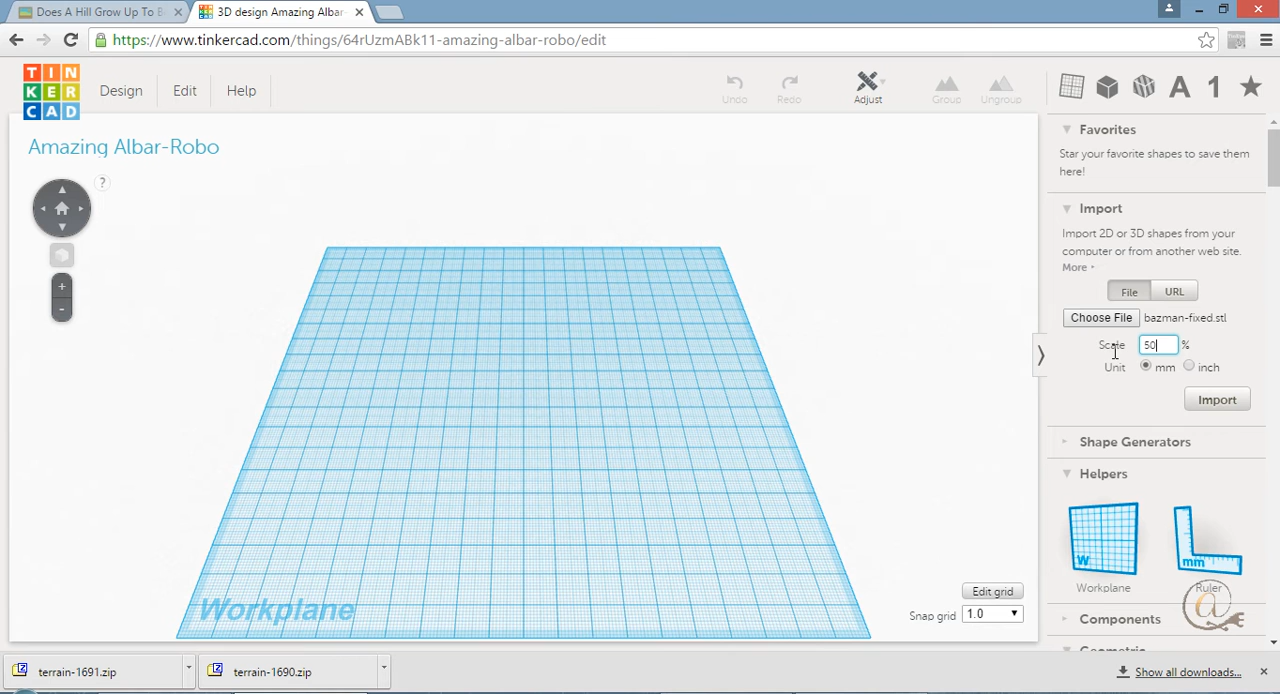 Does A Hill Grow Up To B
3D design Amazing Albar-
https://www.tinkercad.com/things/64rUzmABk11-amazing-albar-robo/edit
TIN
KER
CAD
Design
Edit
Help
Undo
Redo
Adjust
Group
Ungroup
A
1
Amazing Albar-Robo
?
+
-
Workplane
Edit grid
Snap grid 1.0
Favorites
Star your favorite shapes to save them
here!
Import
Import 2D or 3D shapes from your
computer or from another web site.
More
File URL
Choose File bazman-fixed.stl
Scale 50 %
Unit mm inch
Import
Shape Generators
Helpers
W
mm
Workplane
Ruler
Components
terrain-1691.zip
terrain-1690.zip
Show all downloads...